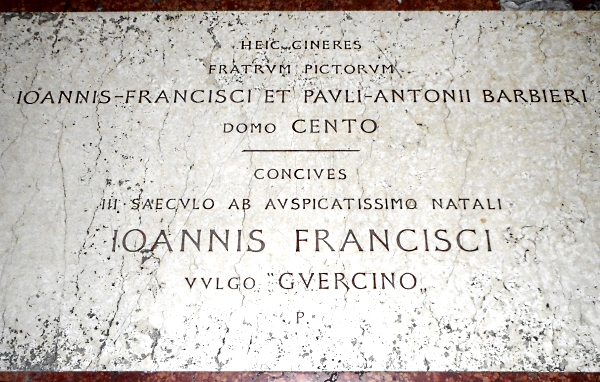 HEIC CINERES
FRATRVM PICTORVM
IOANNIS-FRANCISCI ET PAVLI-ANTONII BARBIERI
DOMO CENTO
CONCIVES
III SAECVLO AB AVSPICATISSIMO NATALI
IOANNIS FRANCISCI
VVLGO "GVERCINO„
P.